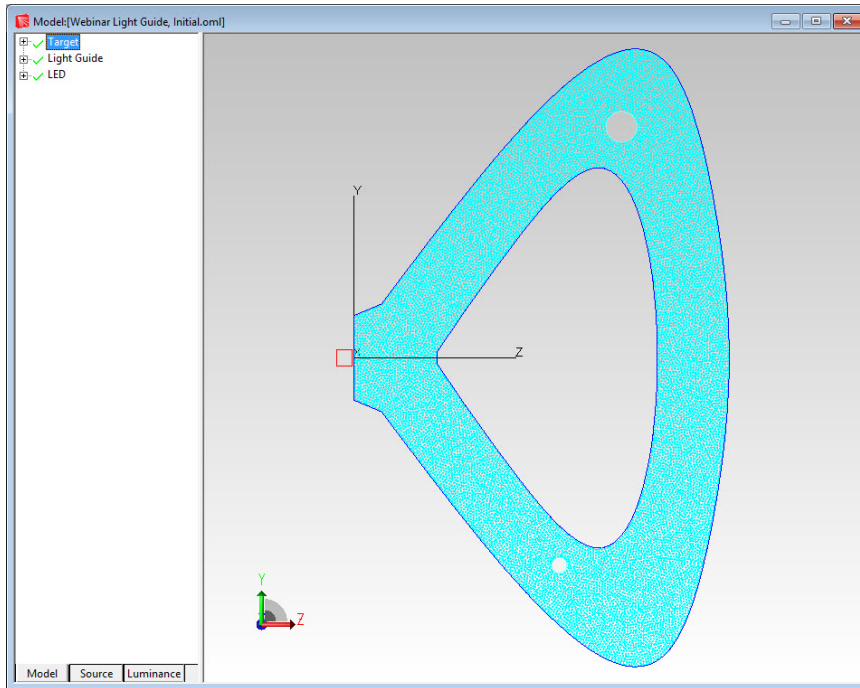 Model:[Webinar Light Guide, Initial.oml]
Target
Light Guide
LED
Y
X
Z
Y
Z
Model Source Luminance